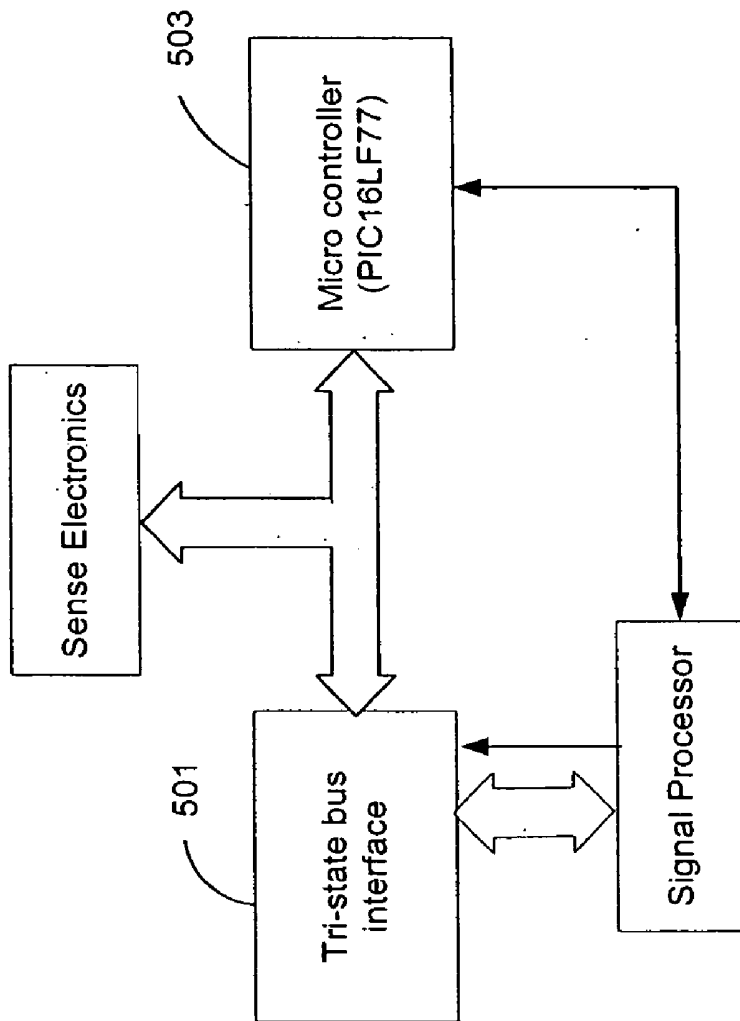 Sense Electronics
501
503
Tri-state bus
interface
Micro controller
(PIC16LF77)
Signal Processor